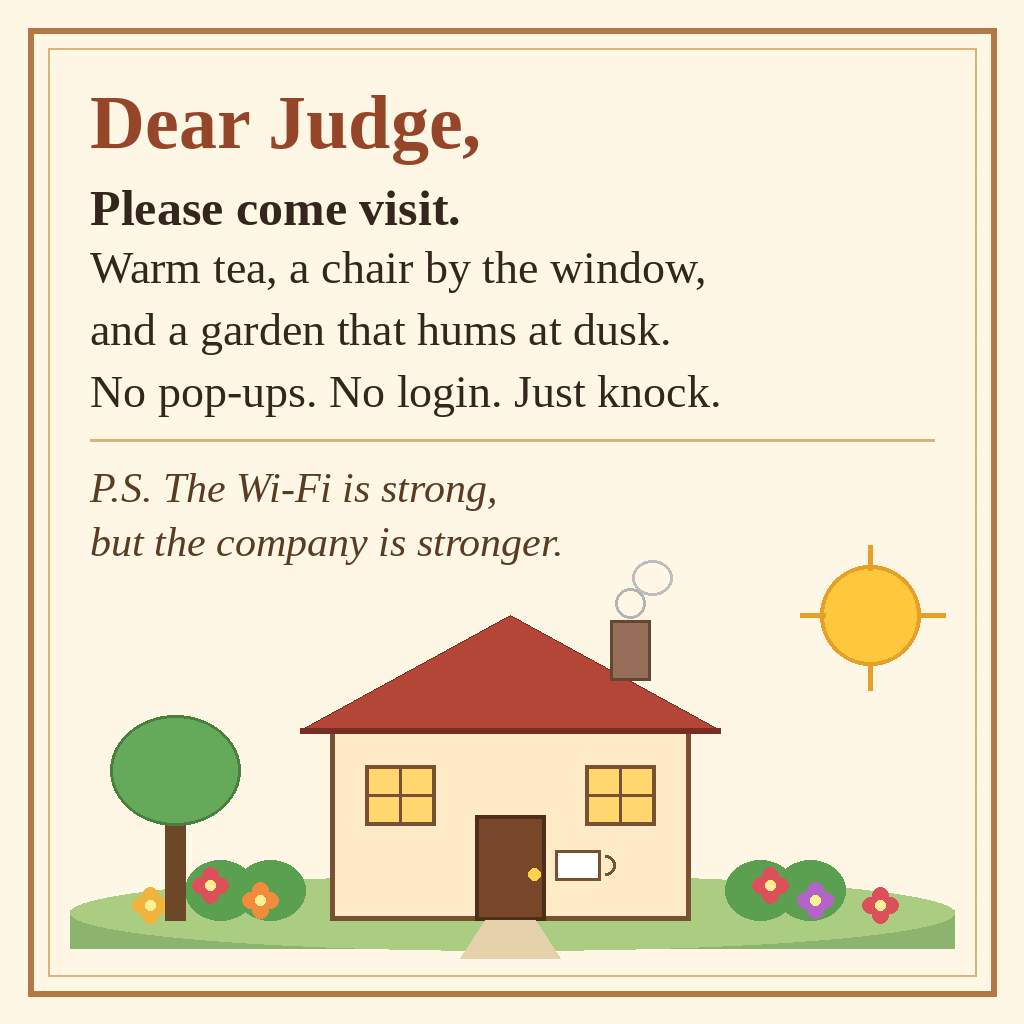 Dear Judge,
Please come visit.
Warm tea, a chair by the window,
and a garden that hums at dusk.
No pop-ups. No login. Just knock.
P.S. The Wi-Fi is strong,
but the company is stronger.